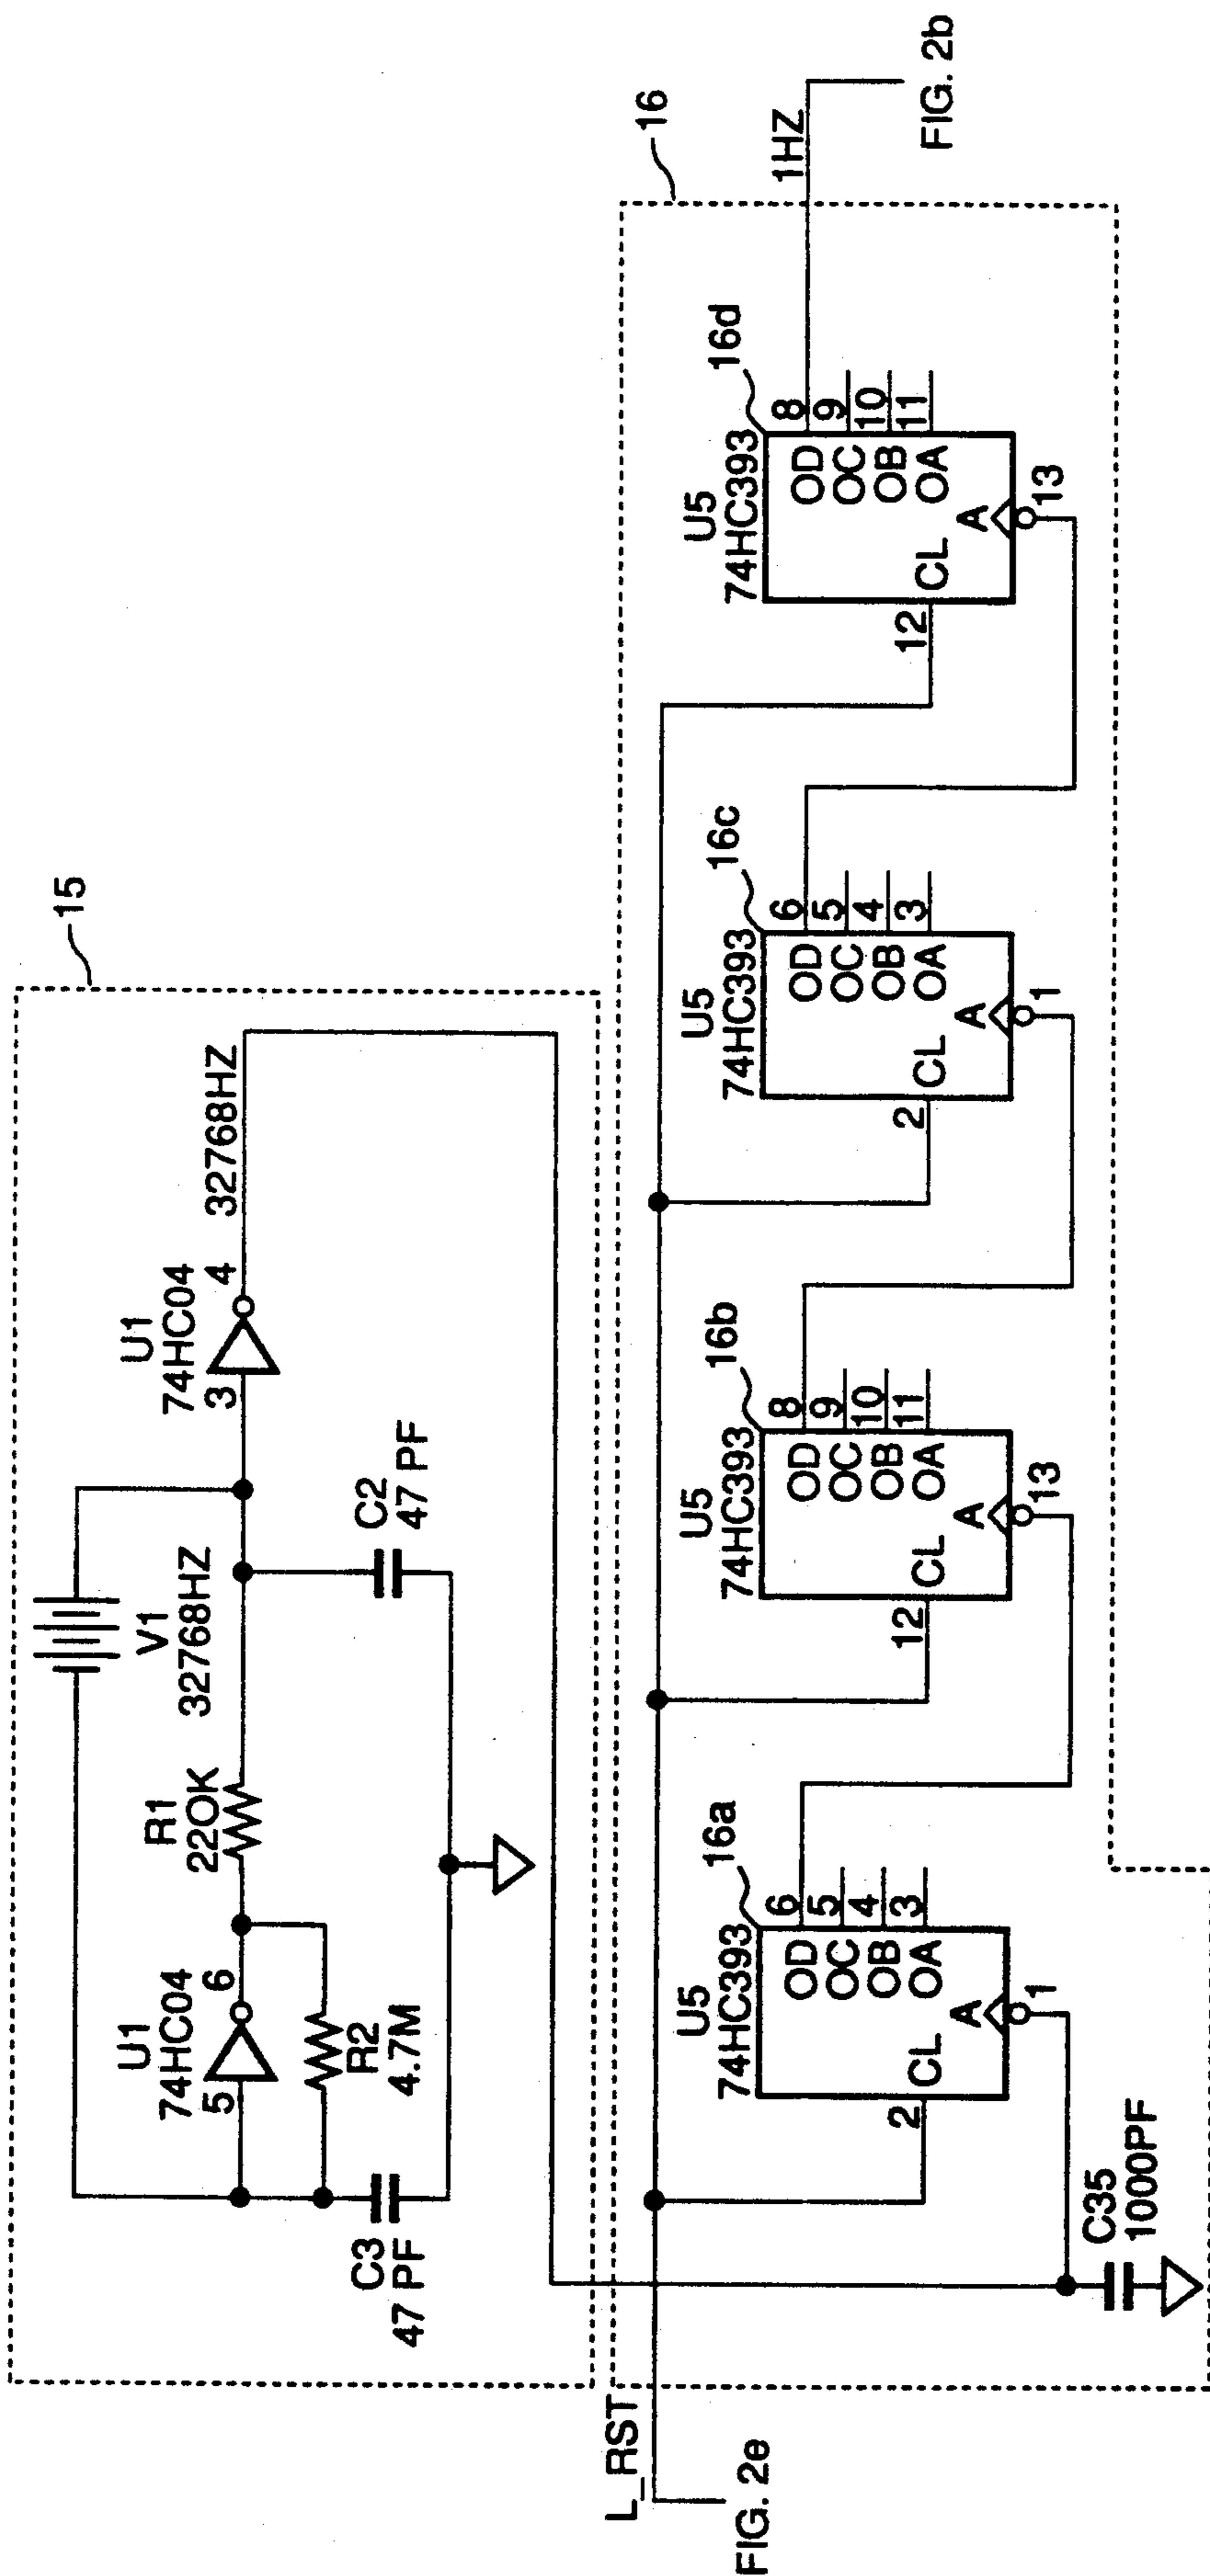 15
V1
32768HZ
U1
74HC04
5
6
R2
4.7M
R1
220K
U1
74HC04
3
4
32768HZ
C3
47 PF
C2
47 PF
16
L_RST
FIG. 2e
U5
74HC393
16a
OD
OC
OB
OA
6
5
4
3
CL
2
A
1
C35
1000PF
U5
74HC393
16b
OD
OC
OB
OA
8
9
10
11
CL
12
A
13
U5
74HC393
16c
OD
OC
OB
OA
6
5
4
3
CL
2
A
1
U5
74HC393
16d
OD
OC
OB
OA
8
9
10
11
CL
12
A
13
1HZ
FIG. 2b